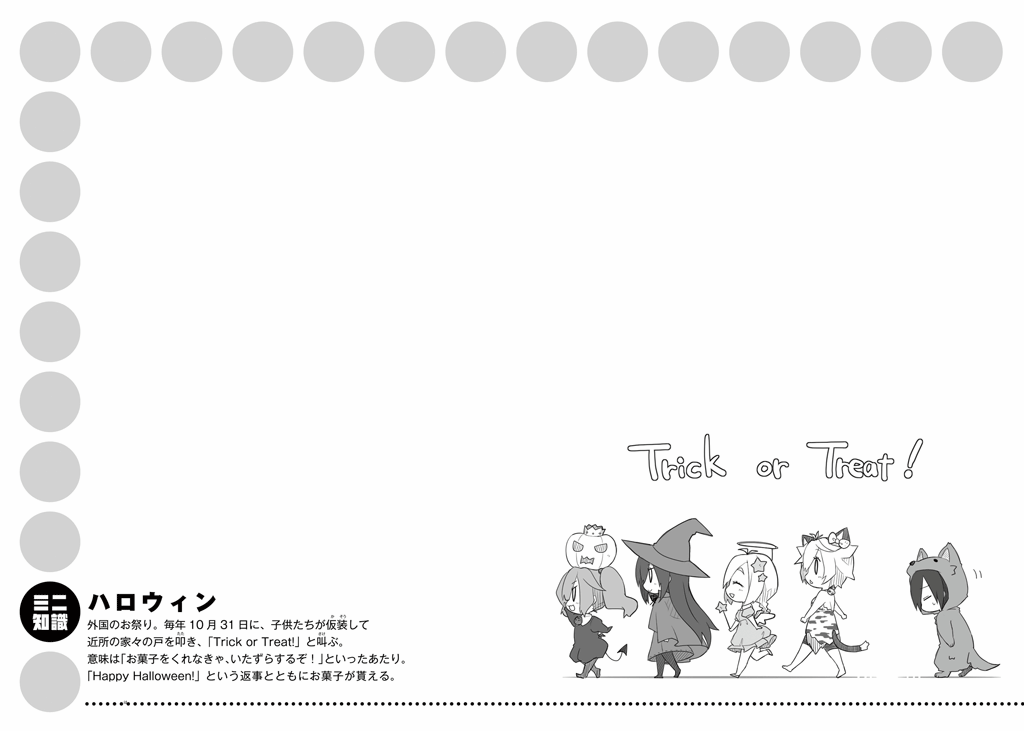 Trick or Treat!
ミニ
知識
ハロウィン
外国のお祭り。毎年 10 月 31 日に、子供たちが仮装して
近所の家々の戸を叩き、「Trick or Treat!」と叫ぶ。
意味は「お菓子をくれなきゃ、いたずらするぞ！」といったあたり。
「Happy Halloween!」という返事とともにお菓子が貰える。